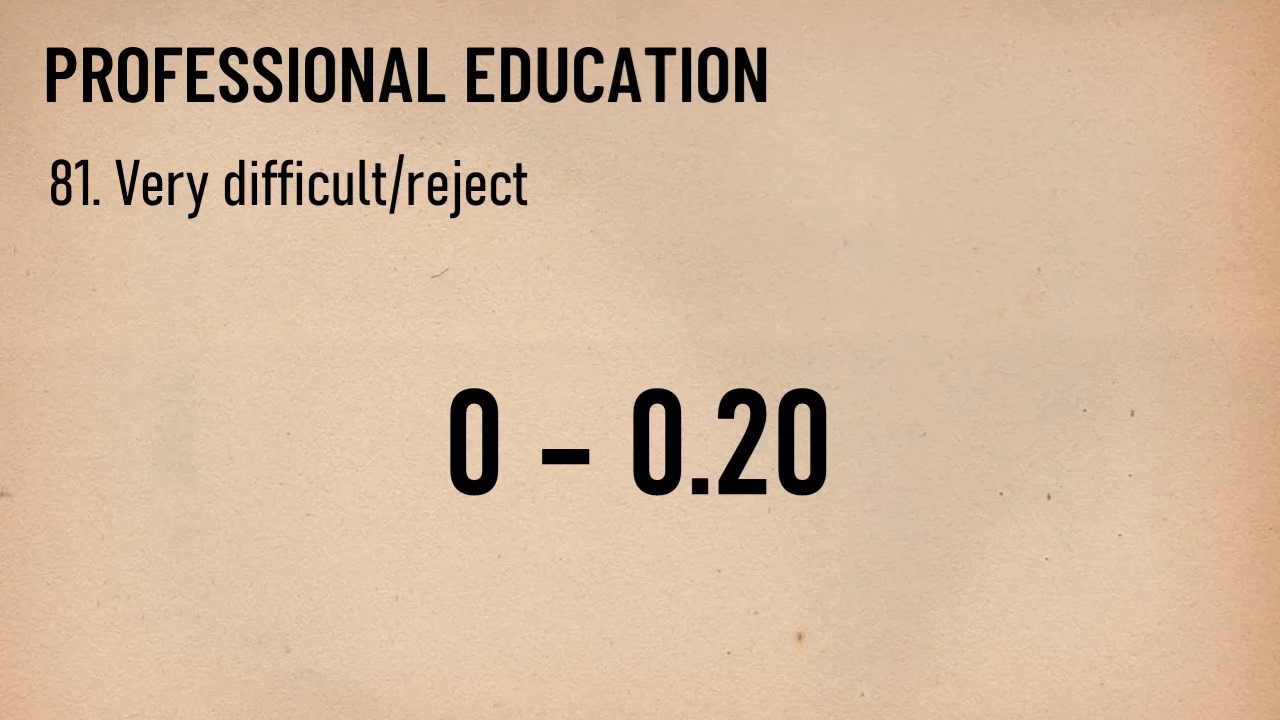 PROFESSIONAL EDUCATION
81. Very difficult/reject
0 – 0.20